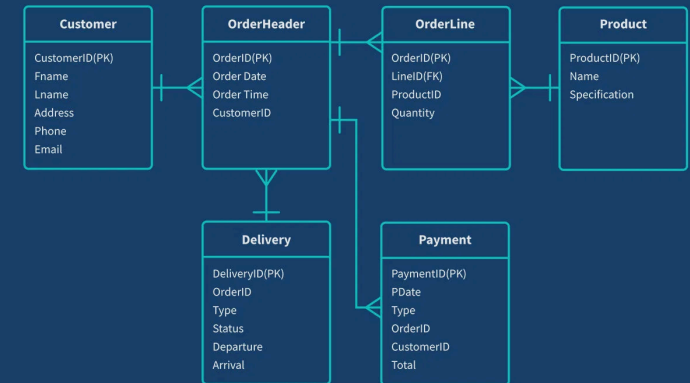 Customer
CustomerID(PK)
Fname
Lname
Address
Phone
Email
OrderHeader
OrderID(PK)
Order Date
Order Time
CustomerID
OrderLine
OrderID(PK)
LineID(FK)
ProductID
Quantity
Product
ProductID(PK)
Name
Specification
Delivery
DeliveryID(PK)
OrderID
Type
Status
Departure
Arrival
Payment
PaymentID(PK)
PDate
Type
OrderID
CustomerID
Total